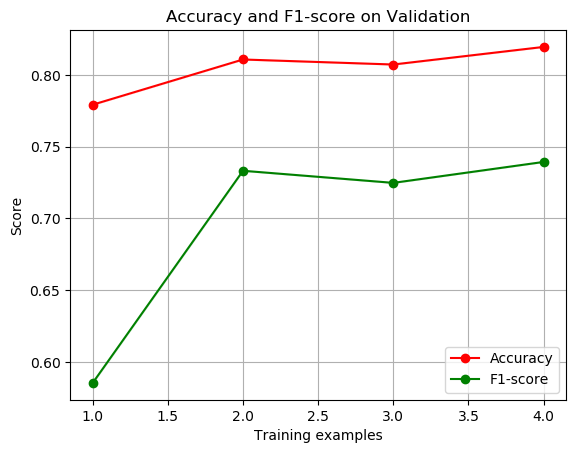 Accuracy and F1-score on Validation
0.80
0.75
0.70
0.65
0.60
Score
1.0 1.5 2.0 2.5 3.0 3.5 4.0
Training examples
Accuracy
F1-score